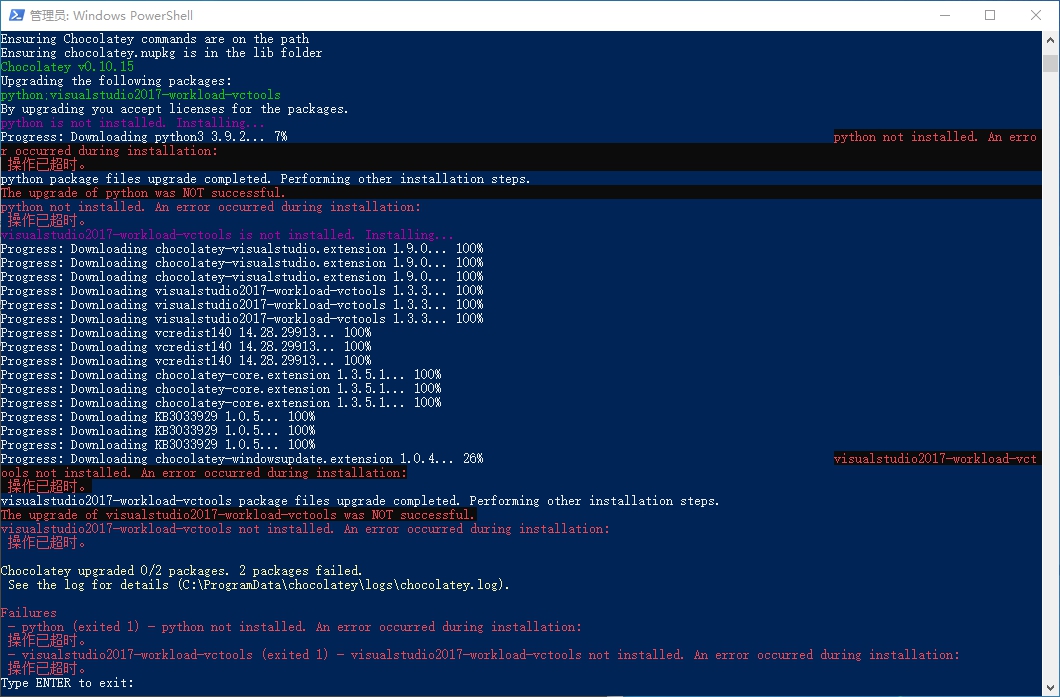 管理员: Windows PowerShell
Ensuring Chocolatey commands are on the path
Ensuring chocolatey.nupkg is in the lib folder
Chocolatey v0.10.15
Upgrading the following packages:
python;visualstudio2017-workload-vctools
By upgrading you accept licenses for the packages.
python is not installed. Installing...
Progress: Downloading python3 3.9.2... 7% python not installed. An erro
r occurred during installation:
操作已超时。
python package files upgrade completed. Performing other installation steps.
The upgrade of python was NOT successful.
python not installed. An error occurred during installation:
操作已超时。
visualstudio2017-workload-vctools is not installed. Installing...
Progress: Downloading chocolatey-visualstudio.extension 1.9.0... 100%
Progress: Downloading chocolatey-visualstudio.extension 1.9.0... 100%
Progress: Downloading chocolatey-visualstudio.extension 1.9.0... 100%
Progress: Downloading visualstudio2017-workload-vctools 1.3.3... 100%
Progress: Downloading visualstudio2017-workload-vctools 1.3.3... 100%
Progress: Downloading visualstudio2017-workload-vctools 1.3.3... 100%
Progress: Downloading vcredist140 14.28.29913... 100%
Progress: Downloading vcredist140 14.28.29913... 100%
Progress: Downloading vcredist140 14.28.29913... 100%
Progress: Downloading chocolatey-core.extension 1.3.5.1... 100%
Progress: Downloading chocolatey-core.extension 1.3.5.1... 100%
Progress: Downloading chocolatey-core.extension 1.3.5.1... 100%
Progress: Downloading KB3033929 1.0.5... 100%
Progress: Downloading KB3033929 1.0.5... 100%
Progress: Downloading KB3033929 1.0.5... 100%
Progress: Downloading chocolatey-windowsupdate.extension 1.0.4... 26% visualstudio2017-workload-vct
ools not installed. An error occurred during installation:
操作已超时。
visualstudio2017-workload-vctools package files upgrade completed. Performing other installation steps.
The upgrade of visualstudio2017-workload-vctools was NOT successful.
visualstudio2017-workload-vctools not installed. An error occurred during installation:
操作已超时。
Chocolatey upgraded 0/2 packages. 2 packages failed.
See the log for details (C:\ProgramData\chocolatey\logs\chocolatey.log).
Failures
- python (exited 1) - python not installed. An error occurred during installation:
操作已超时。
- visualstudio2017-workload-vctools (exited 1) - visualstudio2017-workload-vctools not installed. An error occurred during installation:
操作已超时。
Type ENTER to exit: